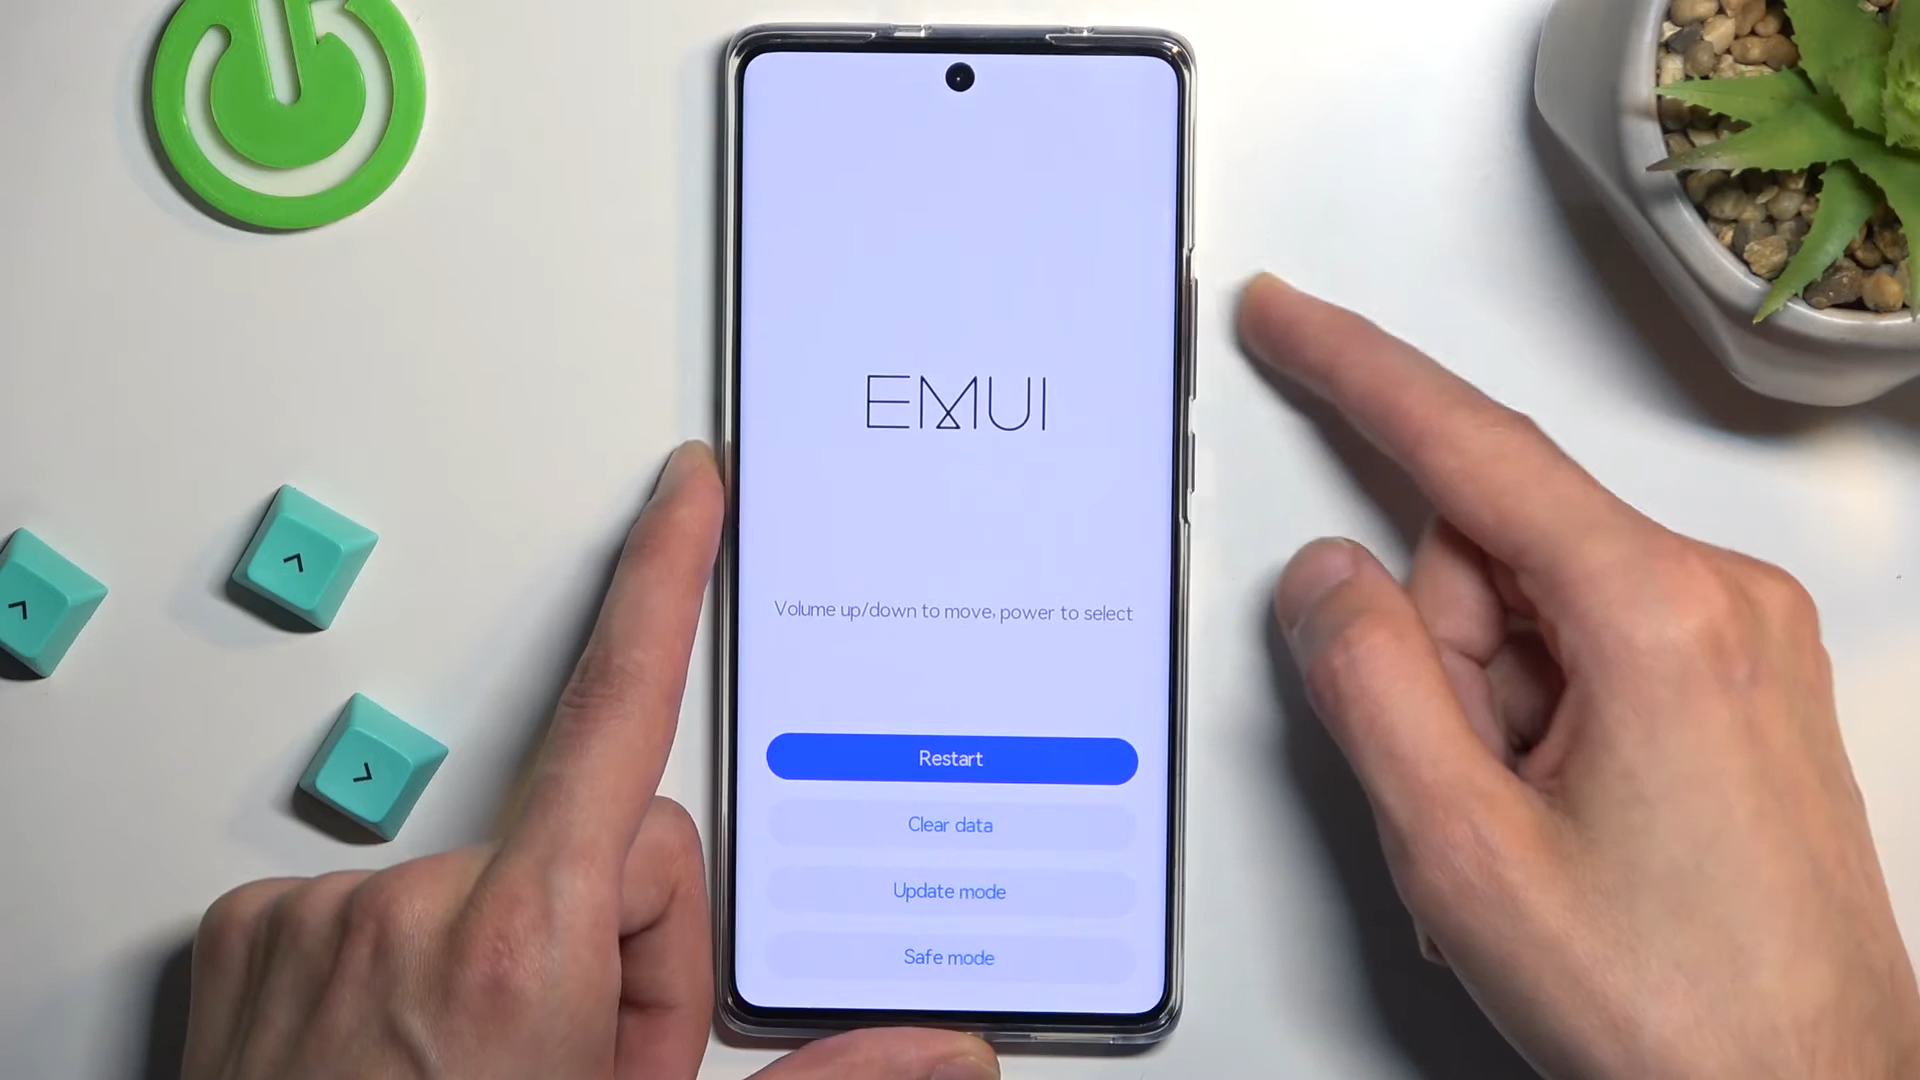 EMUI
Volume up/down to move, power to select
Restart
Clear data
Update mode
Safe mode